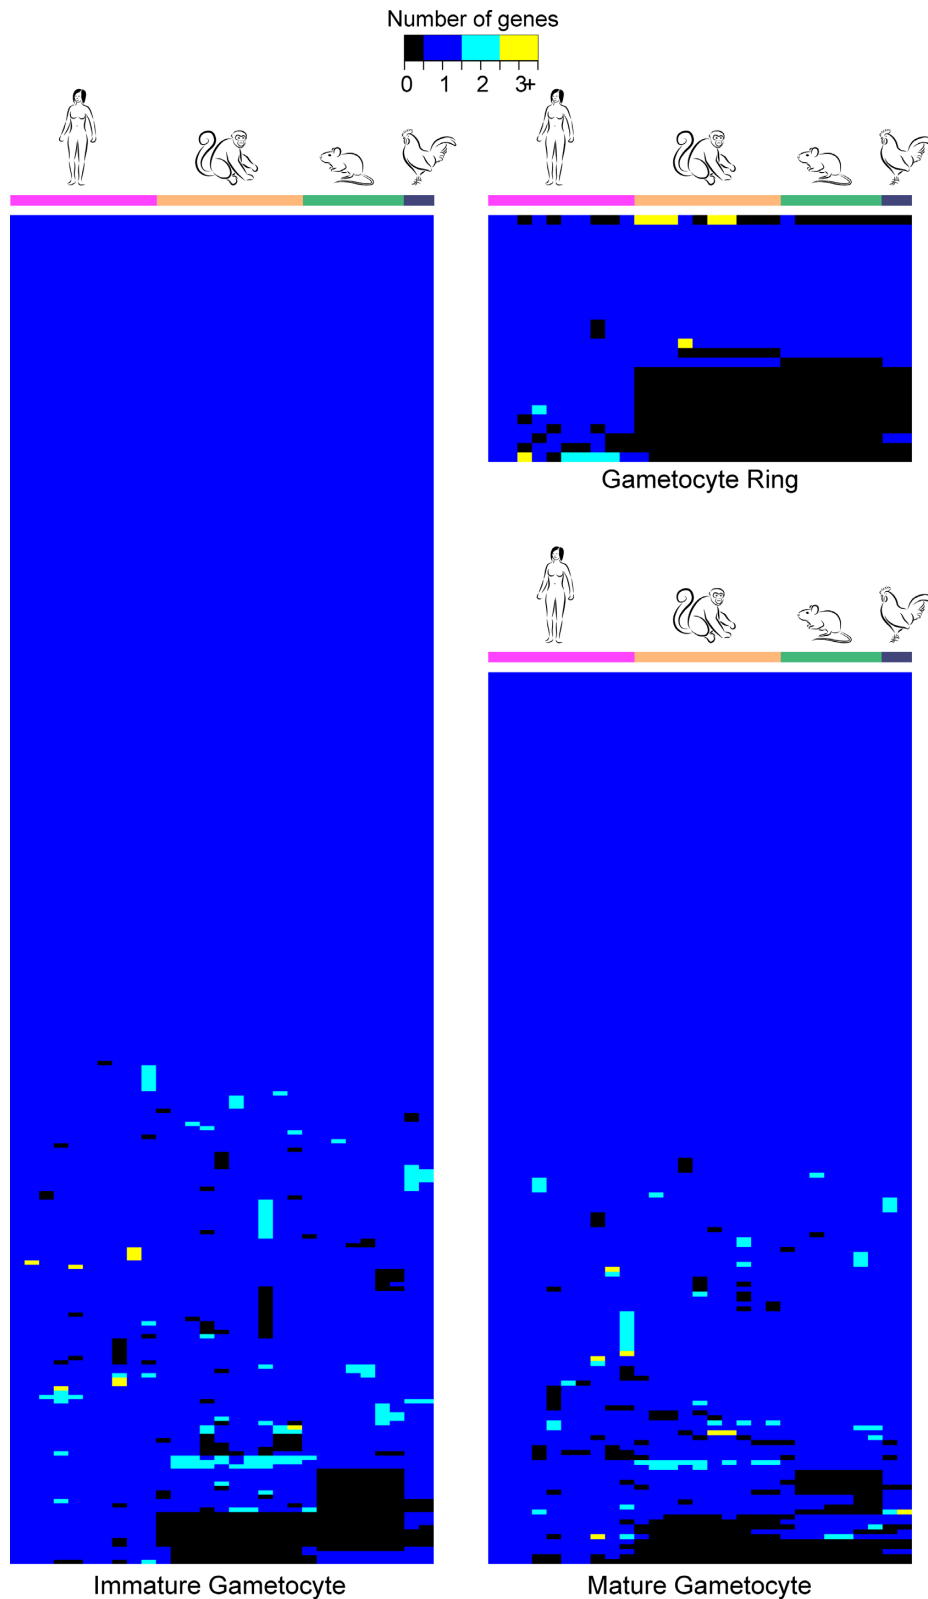 Number of genes
0 1 2 3+
Gametocyte Ring
Immature Gametocyte
Mature Gametocyte